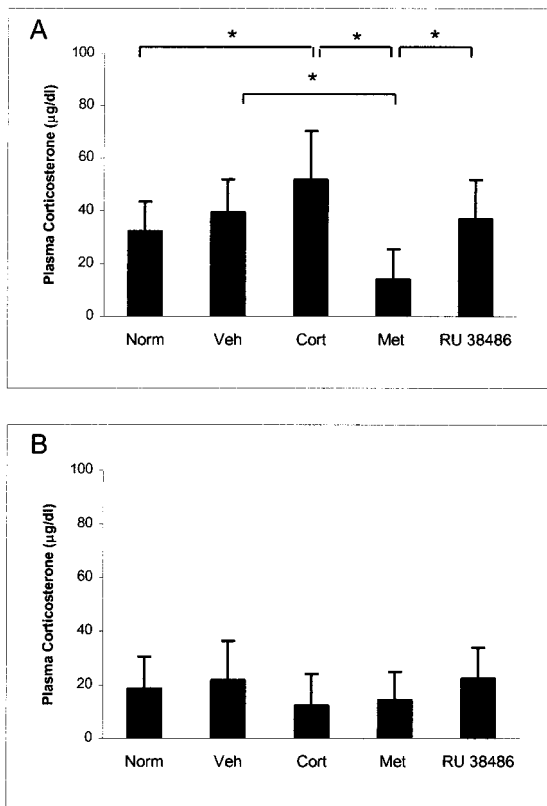 A
* * *
*
100
80
60
40
20
0
Plasma Corticosterone (µg/dl)
Norm Veh Cort Met RU 38486
B
100
80
60
40
20
0
Plasma Corticosterone (µg/dl)
Norm Veh Cort Met RU 38486